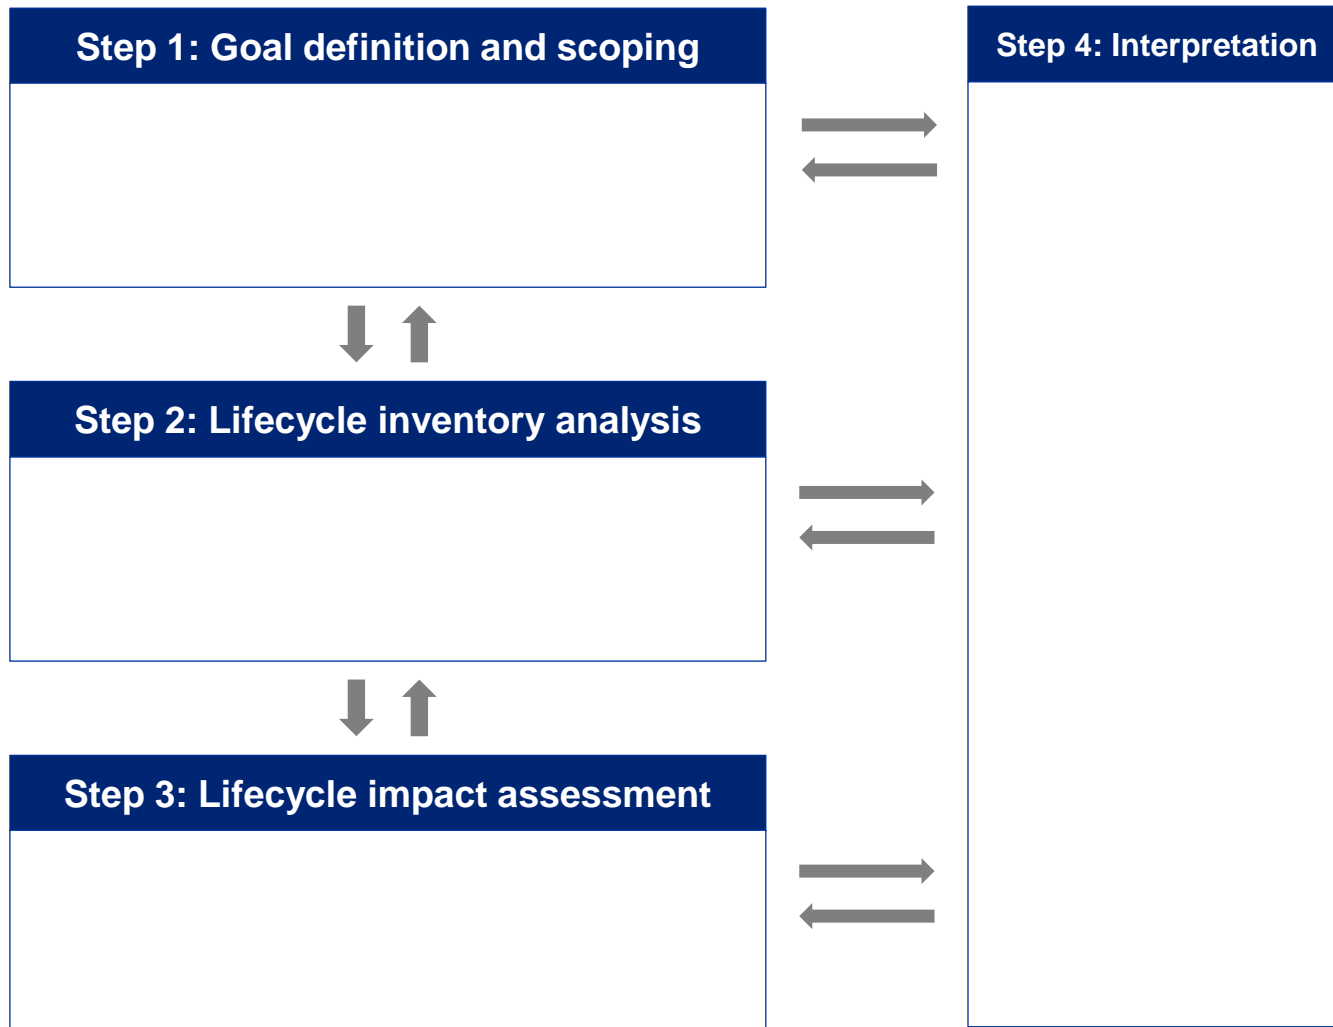 Step 1: Goal definition and scoping
Step 4: Interpretation
Step 2: Lifecycle inventory analysis
Step 3: Lifecycle impact assessment